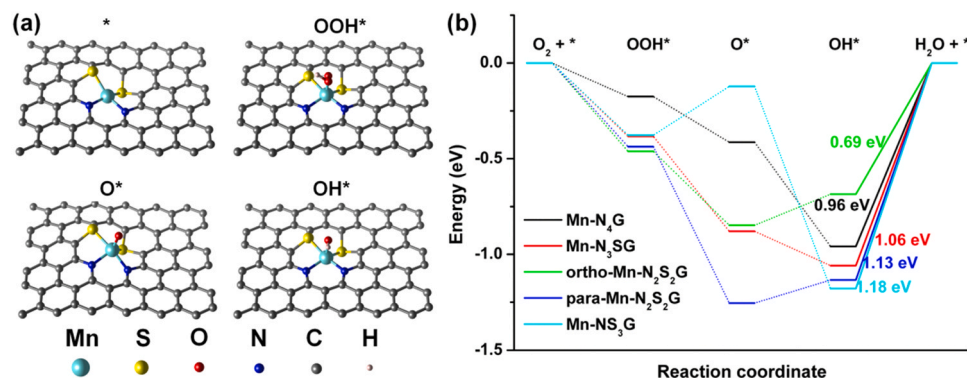 (a)
*
OOH*
O*
OH*
Mn S O N C H
(b)
O₂ + * OOH* O* OH* H₂O + *
0.0
-0.5
-1.0
-1.5
Energy (eV)
0.69 eV
0.96 eV
1.06 eV
1.13 eV
1.18 eV
Mn-N₄G
Mn-N₃SG
ortho-Mn-N₂S₂G
para-Mn-N₂S₂G
Mn-NS₃G
Reaction coordinate